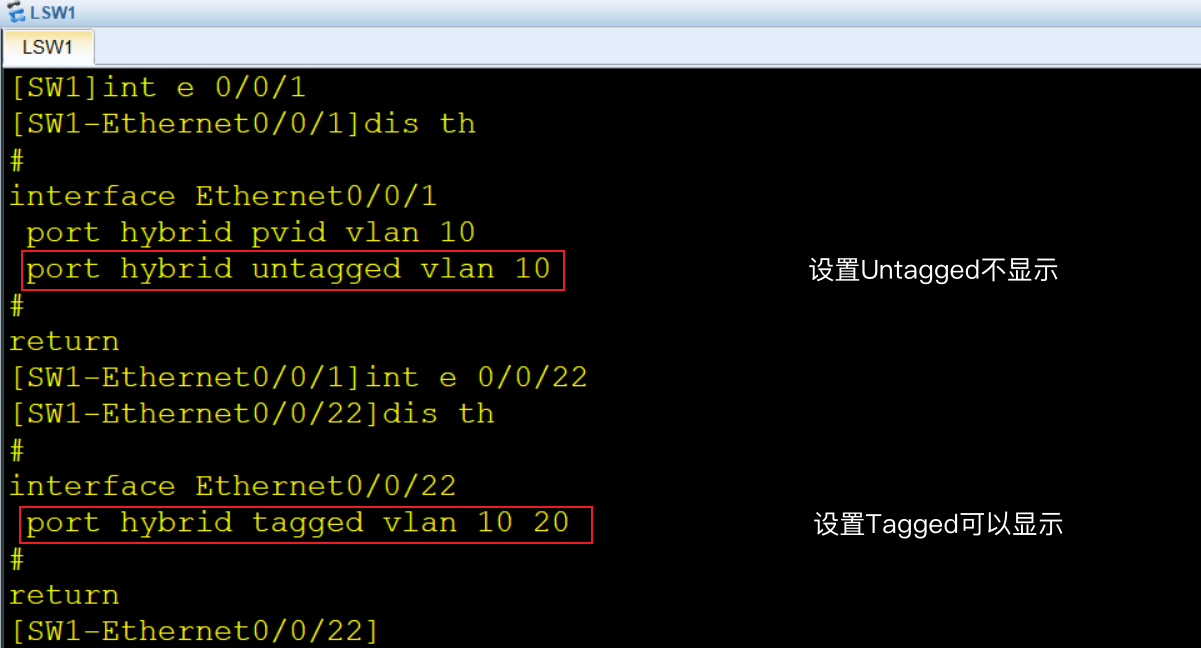 LSW1
LSW1
[SW1]int e 0/0/1
[SW1-Ethernet0/0/1]dis th
#
interface Ethernet0/0/1
 port hybrid pvid vlan 10
 port hybrid untagged vlan 10
设置Untagged不显示
#
return
[SW1-Ethernet0/0/1]int e 0/0/22
[SW1-Ethernet0/0/22]dis th
#
interface Ethernet0/0/22
 port hybrid tagged vlan 10 20
设置Tagged可以显示
#
return
[SW1-Ethernet0/0/22]